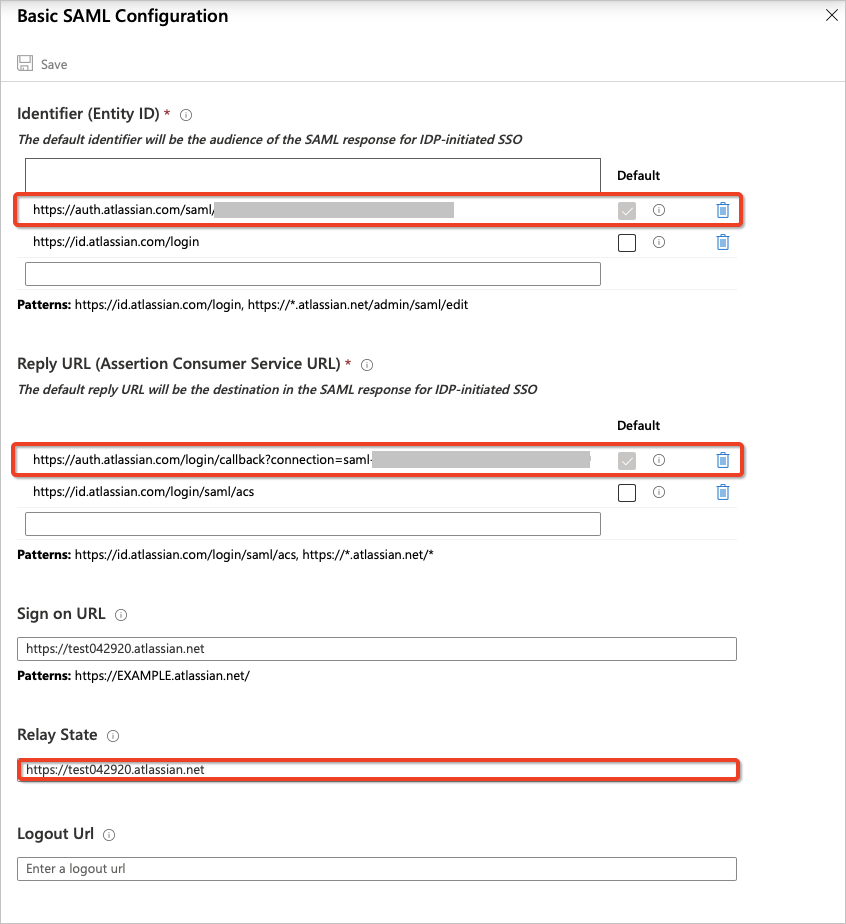 Basic SAML Configuration
Save
Identifier (Entity ID) *
The default identifier will be the audience of the SAML response for IDP-initiated SSO
Default
https://auth.atlassian.com/saml/
https://id.atlassian.com/login
Patterns: https://id.atlassian.com/login, https://*.atlassian.net/admin/saml/edit
Reply URL (Assertion Consumer Service URL) *
The default reply URL will be the destination in the SAML response for IDP-initiated SSO
Default
https://auth.atlassian.com/login/callback?connection=saml-
https://id.atlassian.com/login/saml/acs
Patterns: https://id.atlassian.com/login/saml/acs, https://*.atlassian.net/*
Sign on URL
https://test042920.atlassian.net
Patterns: https://EXAMPLE.atlassian.net/
Relay State
https://test042920.atlassian.net
Logout Url
Enter a logout url